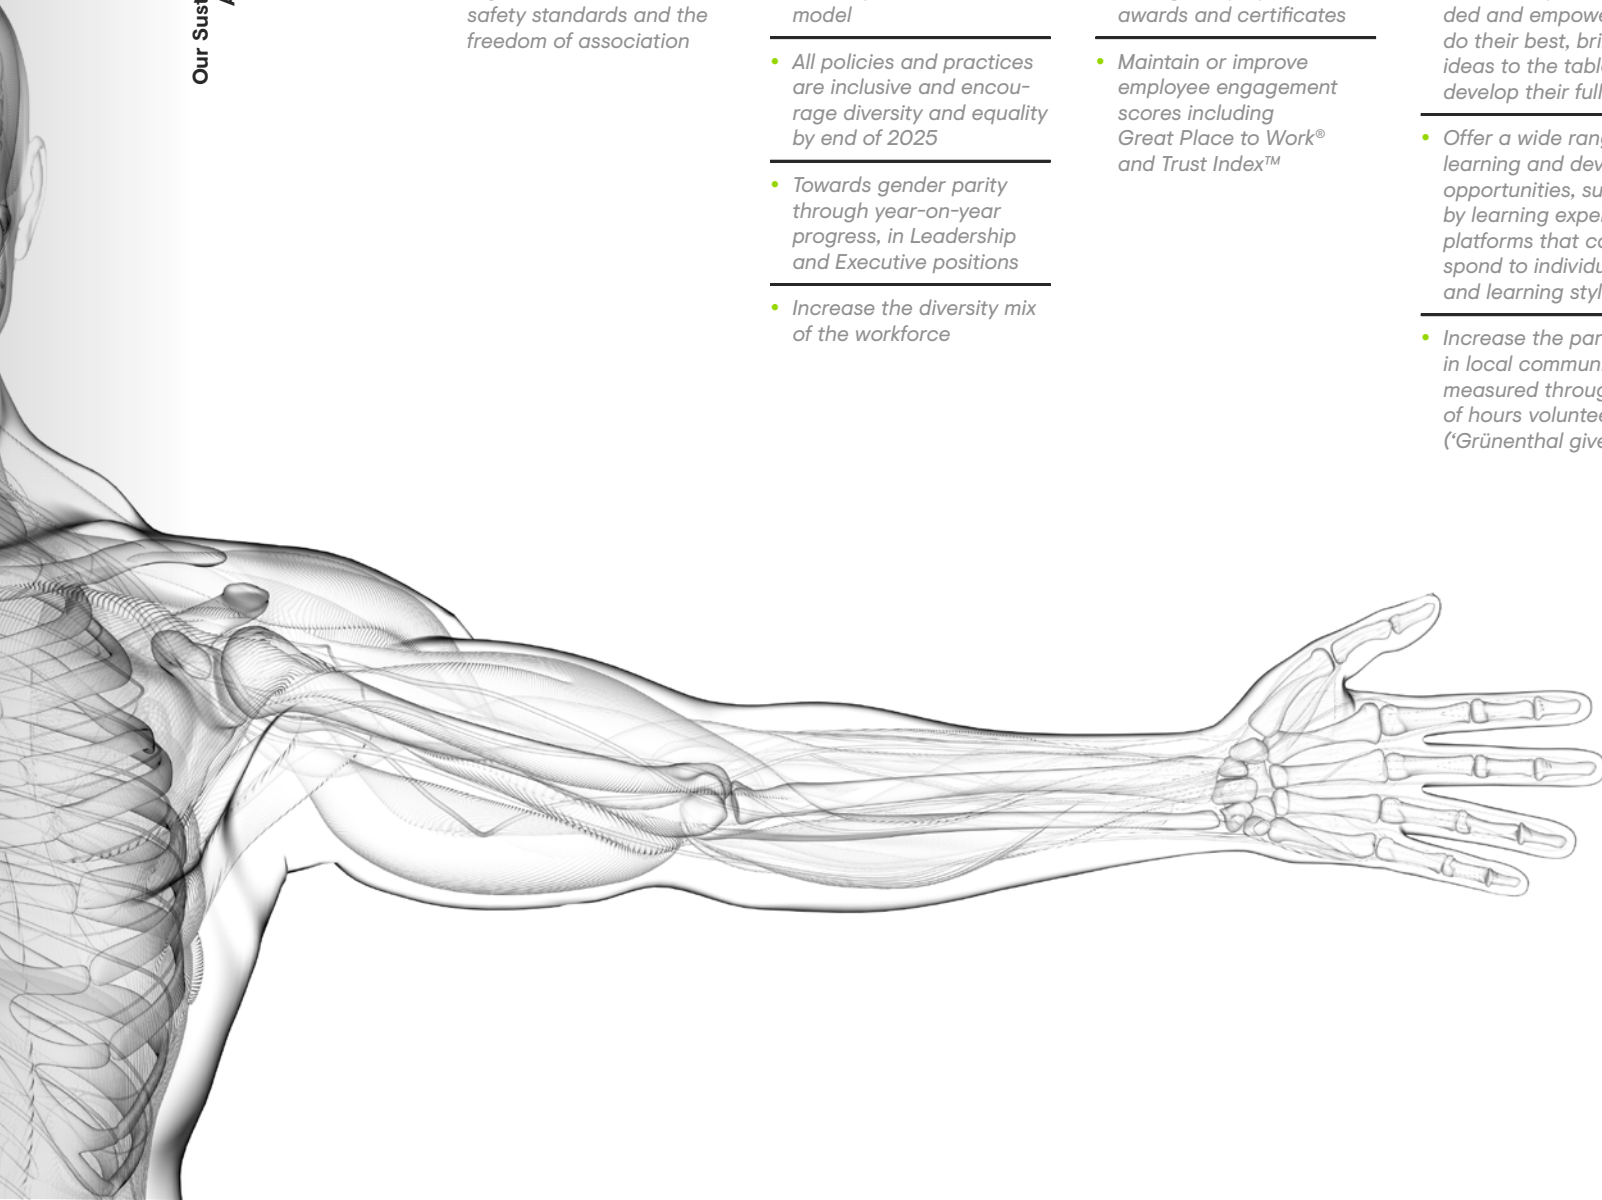 Our Sust
safety standards and the
freedom of association
model
All policies and practices
are inclusive and encou-
rage diversity and equality
by end of 2025
Towards gender parity
through year-on-year
progress, in Leadership
and Executive positions
Increase the diversity mix
of the workforce
awards and certificates
Maintain or improve
employee engagement
scores including
Great Place to Work®
and Trust Index™
ded and empowe
do their best, bri
ideas to the table
develop their full
Offer a wide rang
learning and dev
opportunities, su
by learning exper
platforms that co
spond to individu
and learning styl
Increase the par
in local commun
measured throug
of hours voluntee
(‘Grünenthal give